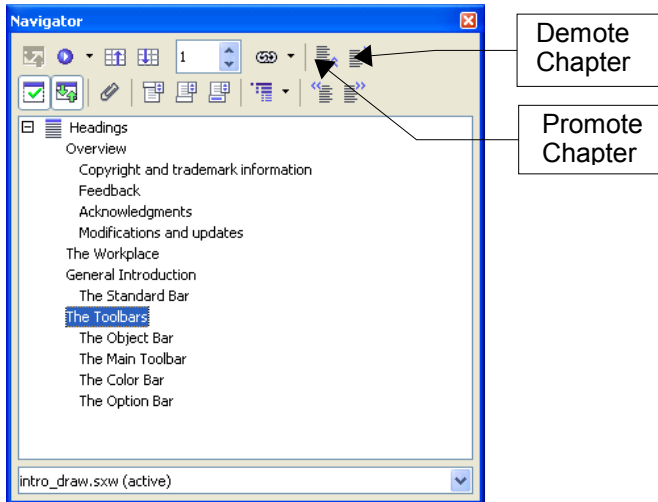 Navigator
1
Headings
Overview
Copyright and trademark information
Feedback
Acknowledgments
Modifications and updates
The Workplace
General Introduction
The Standard Bar
The Toolbars
The Object Bar
The Main Toolbar
The Color Bar
The Option Bar
intro_draw.sxw (active)
Demote
Chapter
Promote
Chapter